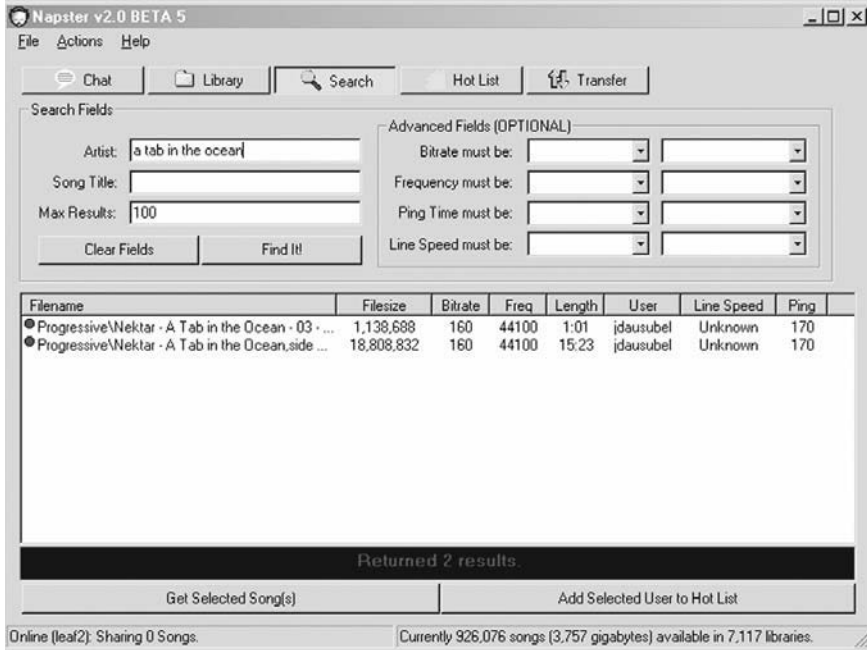 Napster v2.0 BETA 5
File Actions Help
Chat Library Search Hot List Transfer
Search Fields
Advanced Fields (OPTIONAL)
Artist: a tab in the ocean
Bitrate must be:
Song Title:
Frequency must be:
Max Results: 100
Ping Time must be:
Clear Fields Find It!
Line Speed must be:
Filename Filesize Bitrate Freq Length User Line Speed Ping
Progressive\Nektar - A Tab in the Ocean - 03 - ... 1,138,688 160 44100 1:01 jdausubel Unknown 170
Progressive\Nektar - A Tab in the Ocean,side ... 18,808,832 160 44100 15:23 jdausubel Unknown 170
Returned 2 results.
Get Selected Song(s) Add Selected User to Hot List
Online (leaf2): Sharing 0 Songs. Currently 926,076 songs (3,757 gigabytes) available in 7,117 libraries.